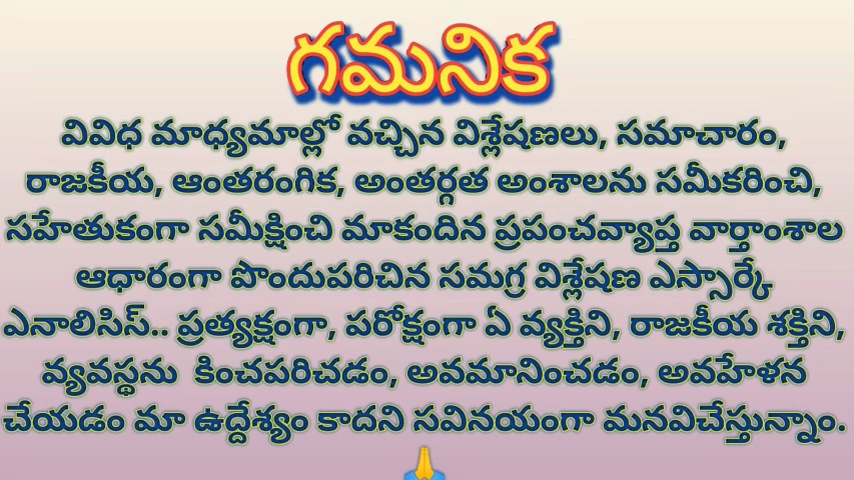 గమనిక
వివిధ మాధ్యమాల్లో వచ్చిన విశ్లేషణలు, సమాచారం,
రాజకీయ, ఆంతరంగిక, అంతర్గత అంశాలను సమీకరించి,
సహేతుకంగా సమీక్షించి మాకందిన ప్రపంచవ్యాప్త వార్తాంశాల
ఆధారంగా పొందుపరిచిన సమగ్ర విశ్లేషణ ఎస్సార్కే
ఎనాలిసిస్.. ప్రత్యక్షంగా, పరోక్షంగా ఏ వ్యక్తిని, రాజకీయ శక్తిని,
వ్యవస్థను కించపరిచడం, అవమానించడం, అవహేళన
చేయడం మా ఉద్దేశ్యం కాదని సవినయంగా మనవిచేస్తున్నాం.
🙏